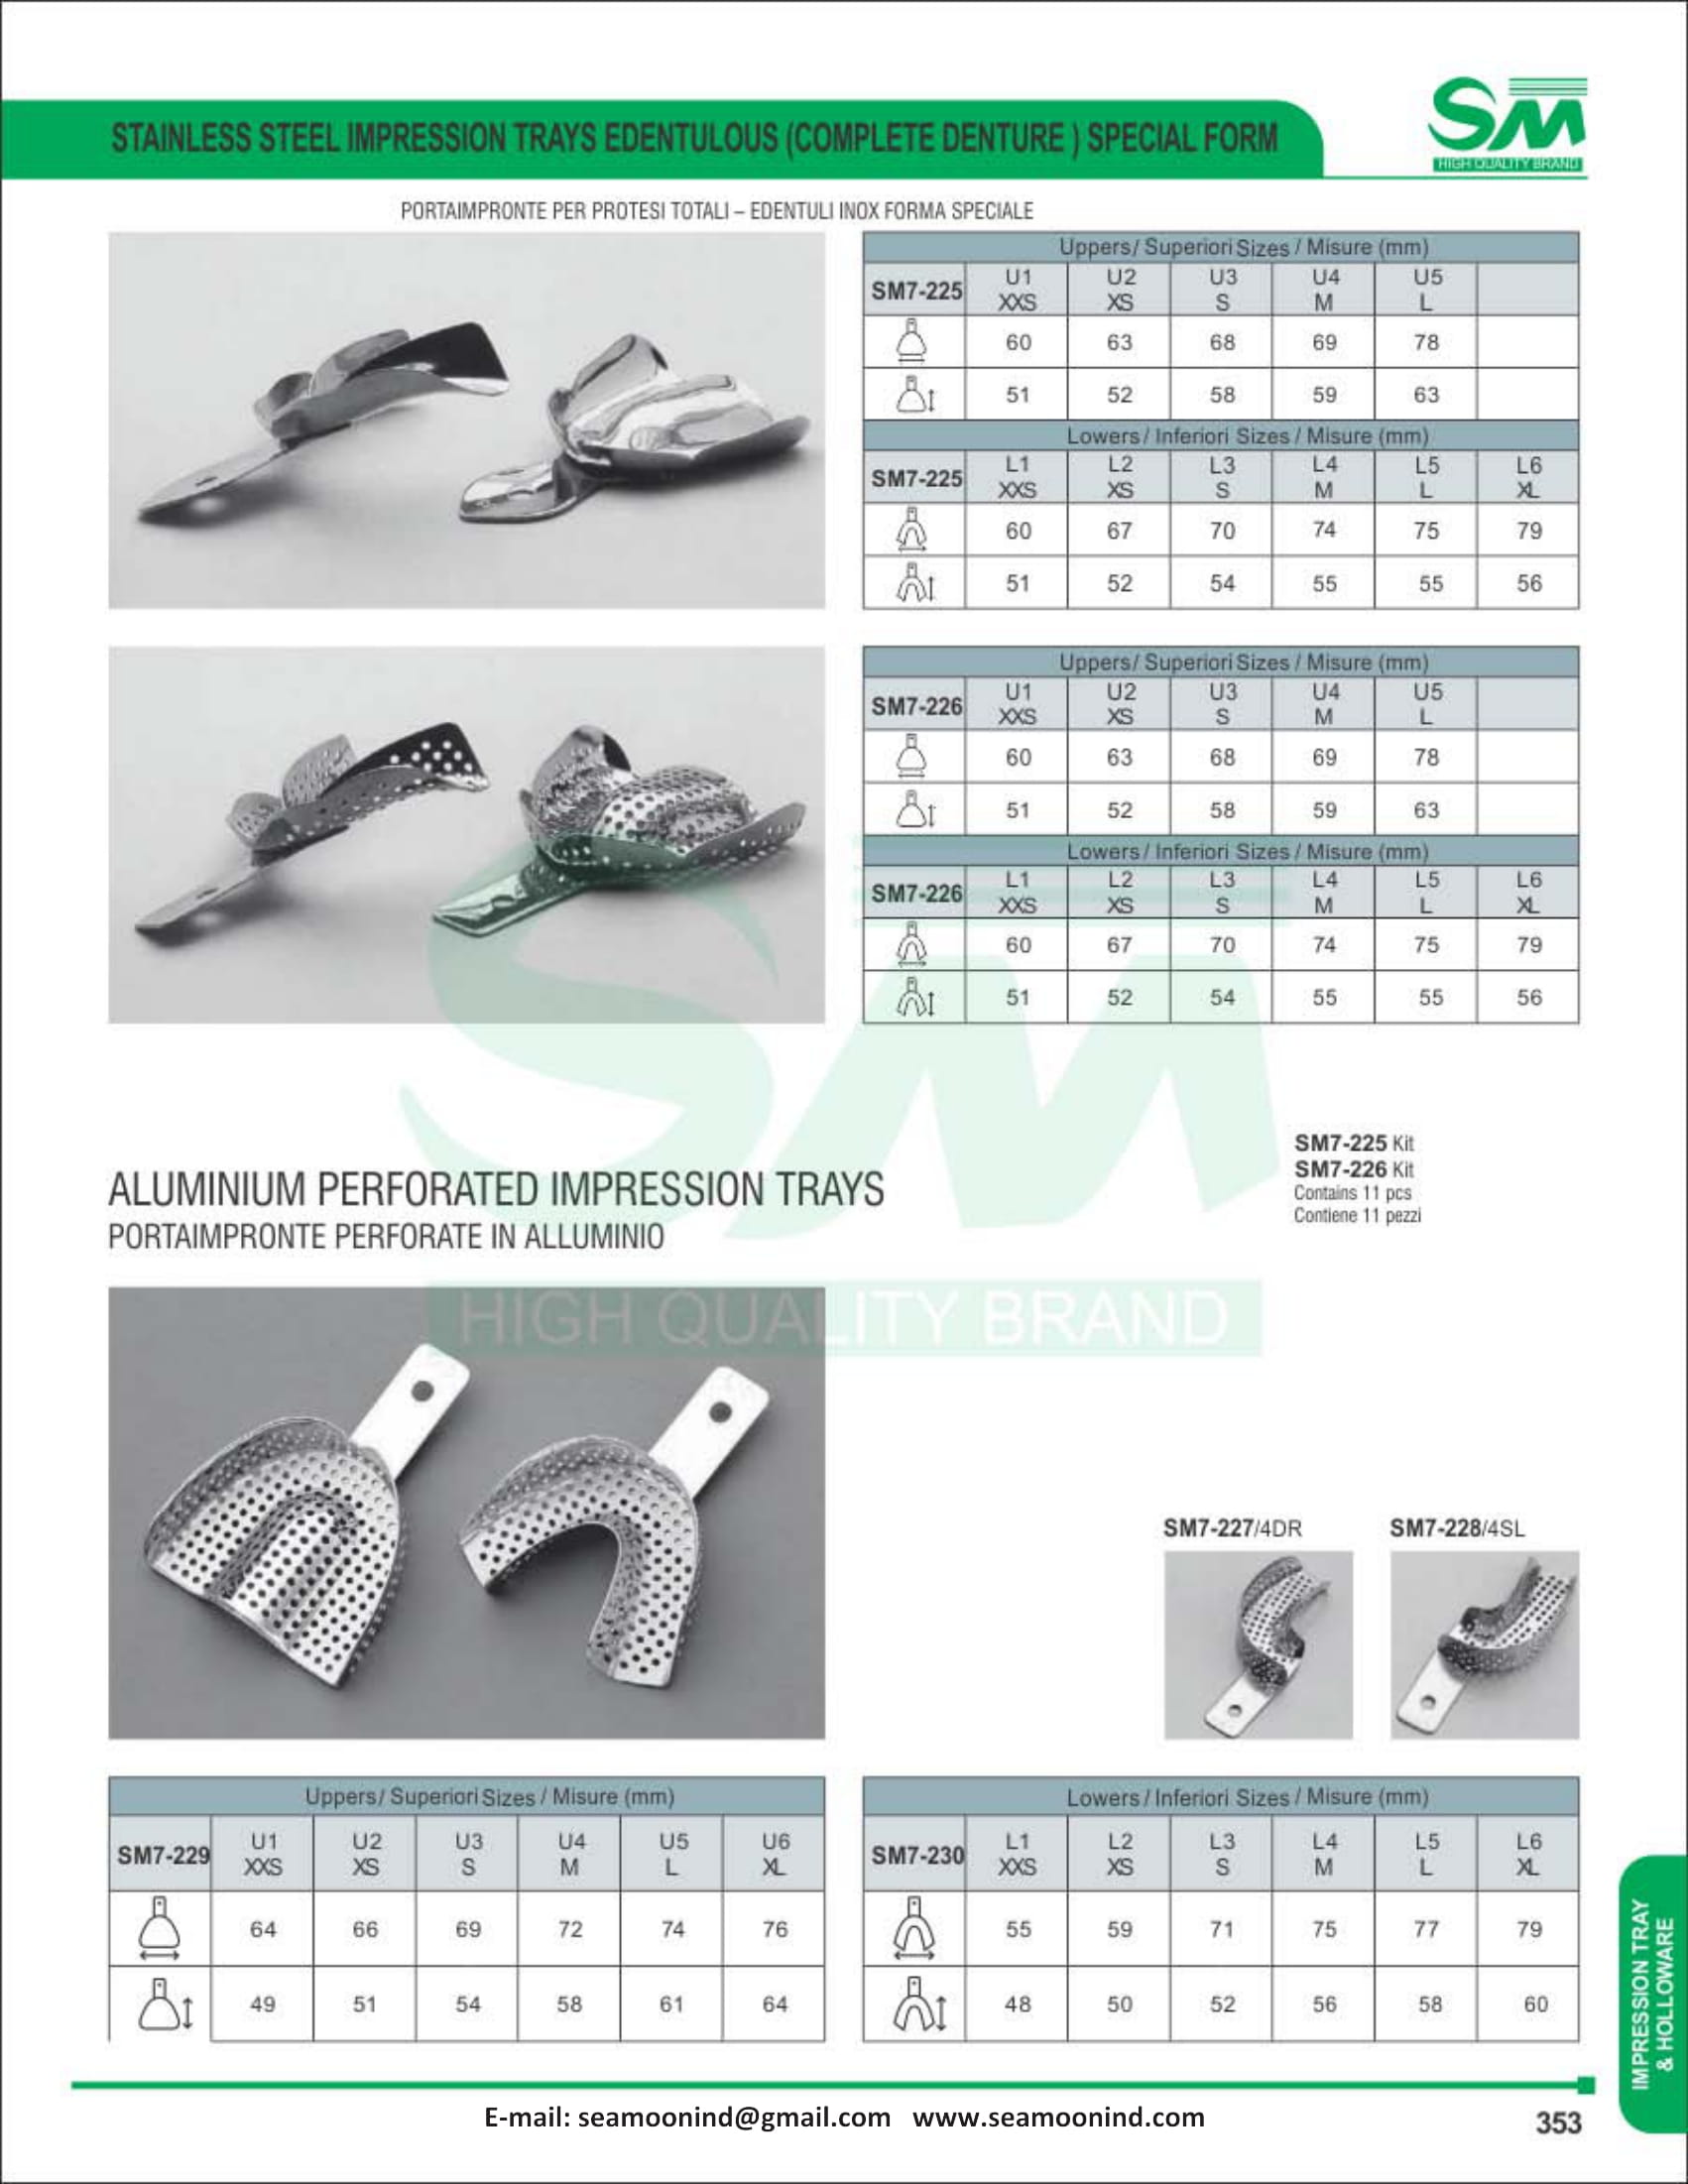 SM
HIGH QUALITY BRAND
STAINLESS STEEL IMPRESSION TRAYS EDENTULOUS (COMPLETE DENTURE ) SPECIAL FORM
PORTAIMPRONTE PER PROTESI TOTALI – EDENTULI INOX FORMA SPECIALE
Uppers/ Superiori Sizes / Misure (mm)
SM7-225 U1 XXS U2 XS U3 S U4 M U5 L
60 63 68 69 78
51 52 58 59 63
Lowers / Inferiori Sizes / Misure (mm)
SM7-225 L1 XXS L2 XS L3 S L4 M L5 L L6 XL
60 67 70 74 75 79
51 52 54 55 55 56
Uppers/ Superiori Sizes / Misure (mm)
SM7-226 U1 XXS U2 XS U3 S U4 M U5 L
60 63 68 69 78
51 52 58 59 63
Lowers / Inferiori Sizes / Misure (mm)
SM7-226 L1 XXS L2 XS L3 S L4 M L5 L L6 XL
60 67 70 74 75 79
51 52 54 55 55 56
SM7-225 Kit
SM7-226 Kit
Contains 11 pcs
Contiene 11 pezzi
ALUMINIUM PERFORATED IMPRESSION TRAYS
PORTAIMPRONTE PERFORATE IN ALLUMINIO
SM
HIGH QUALITY BRAND
SM7-227/4DR
SM7-228/4SL
Uppers/ Superiori Sizes / Misure (mm)
SM7-229 U1 XXS U2 XS U3 S U4 M U5 L U6 XL
64 66 69 72 74 76
49 51 54 58 61 64
Lowers / Inferiori Sizes / Misure (mm)
SM7-230 L1 XXS L2 XS L3 S L4 M L5 L L6 XL
55 59 71 75 77 79
48 50 52 56 58 60
IMPRESSION TRAY
& HOLLOWARE
E-mail: seamoonind@gmail.com www.seamoonind.com
353